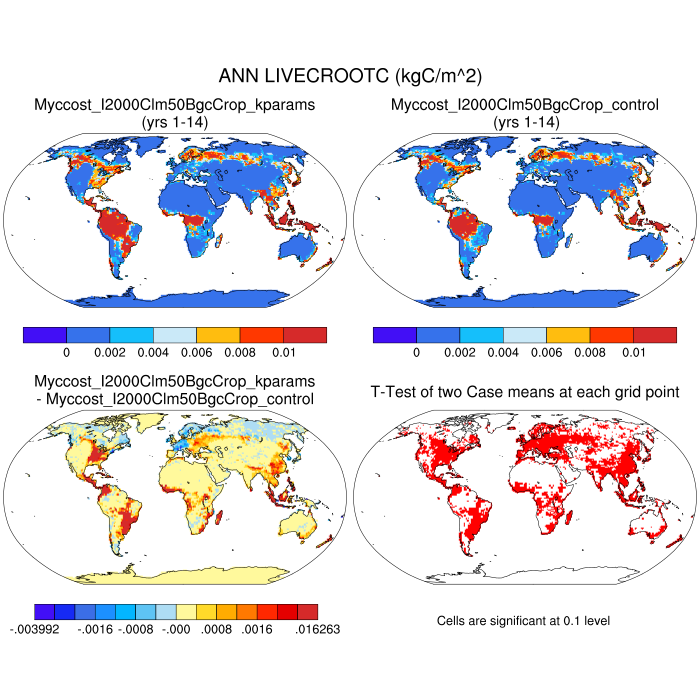 ANN LIVECROOTC (kgC/m^2)
Myccost_I2000Clm50BgcCrop_kparams
(yrs 1-14)
Myccost_I2000Clm50BgcCrop_control
(yrs 1-14)
0 0.002 0.004 0.006 0.008 0.01
0 0.002 0.004 0.006 0.008 0.01
Myccost_I2000Clm50BgcCrop_kparams
- Myccost_I2000Clm50BgcCrop_control
T-Test of two Case means at each grid point
-.003992 -.0016 -.0008 -.000 .0008 .0016 .016263
Cells are significant at 0.1 level